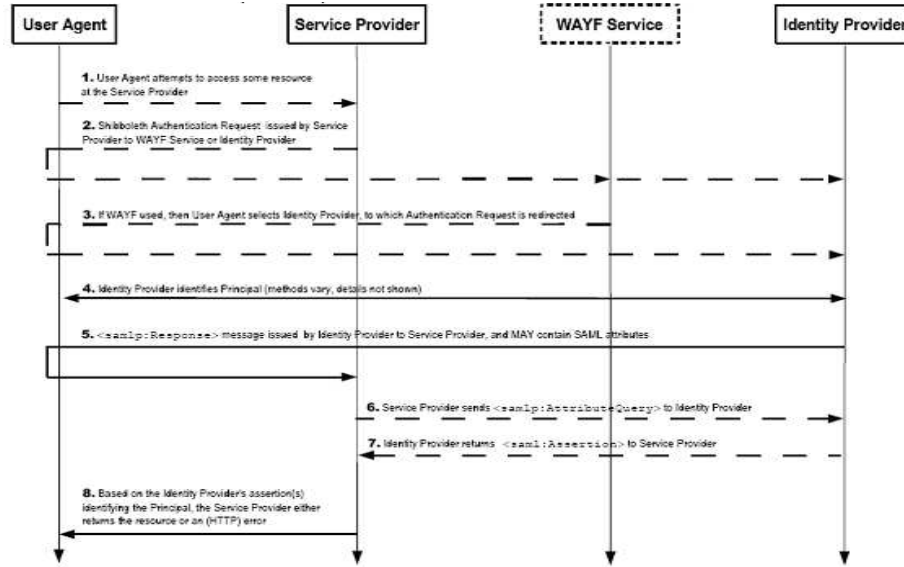 User Agent
Service Provider
WAYF Service
Identity Provider
1. User Agent attempts to access some resource
at the Service Provider
2. Shibboleth Authentication Request issued by Service
Provider to WAYF Service or Identity Provider
3. If WAYF used, then User Agent selects Identity Provider, to which Authentication Request is redirected
4. Identity Provider identifies Principal (methods vary, details not shown)
5. <samlp:Response> message issued by Identity Provider to Service Provider, and MAY contain SAML attributes
6. Service Provider sends <samlp:AttributeQuery> to Identity Provider
7. Identity Provider returns <saml:Assertion> to Service Provider
8. Based on the Identity Provider's assertion(s)
identifying the Principal, the Service Provider either
returns the resource or an (HTTP) error